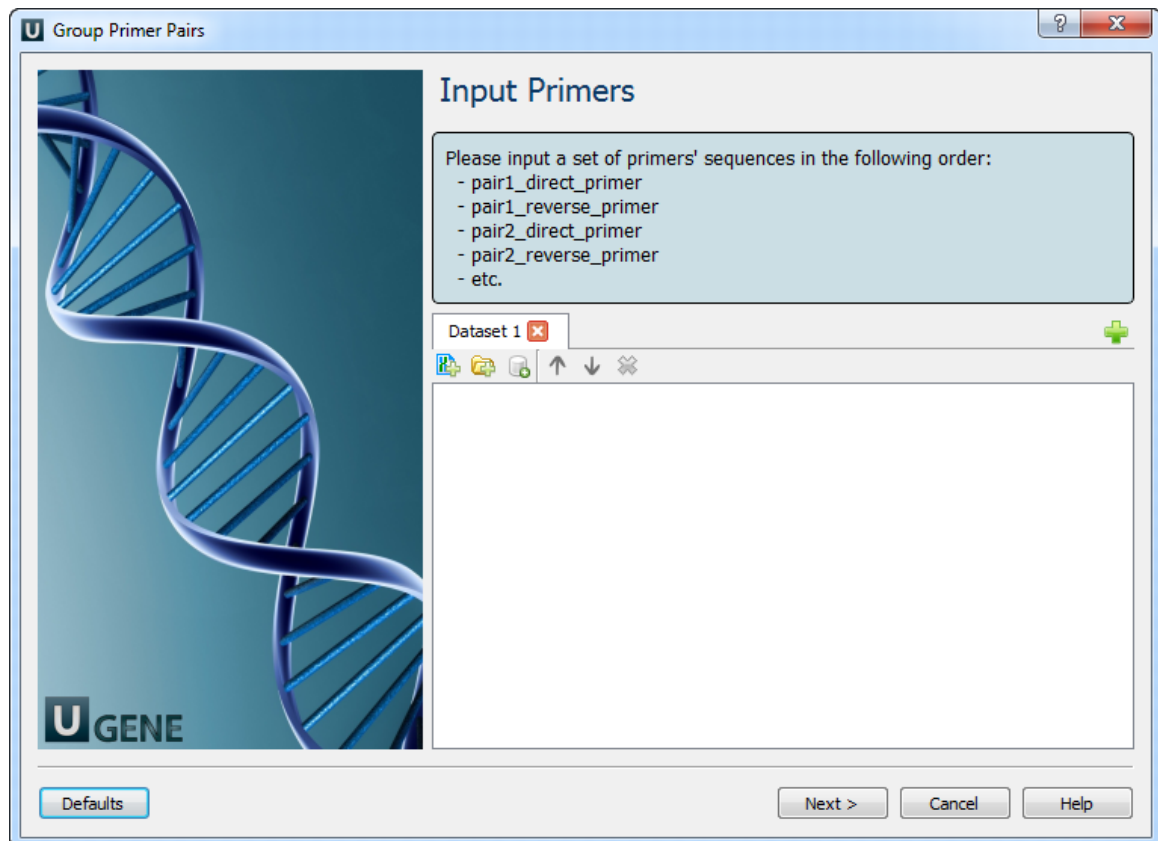 U Group Primer Pairs
?
X
Input Primers
Please input a set of primers' sequences in the following order:
- pair1_direct_primer
- pair1_reverse_primer
- pair2_direct_primer
- pair2_reverse_primer
- etc.
Dataset 1
U GENE
Defaults
Next >
Cancel
Help